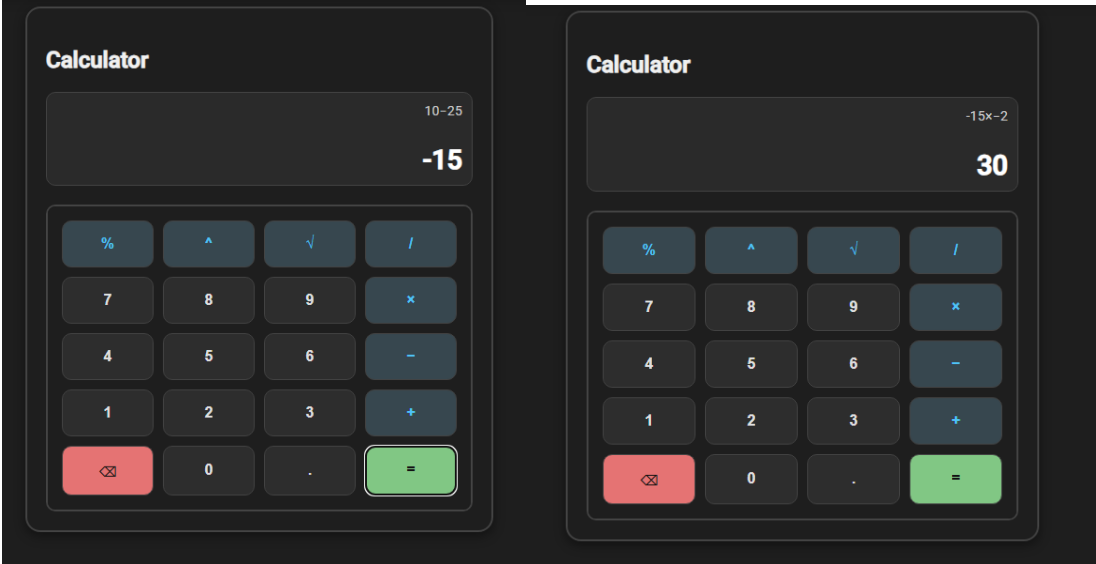 Calculator
10−25
-15
% ^ √ /
7 8 9 ×
4 5 6 −
1 2 3 +
⌫ 0 . =
Calculator
-15×−2
30
% ^ √ /
7 8 9 ×
4 5 6 −
1 2 3 +
⌫ 0 . =